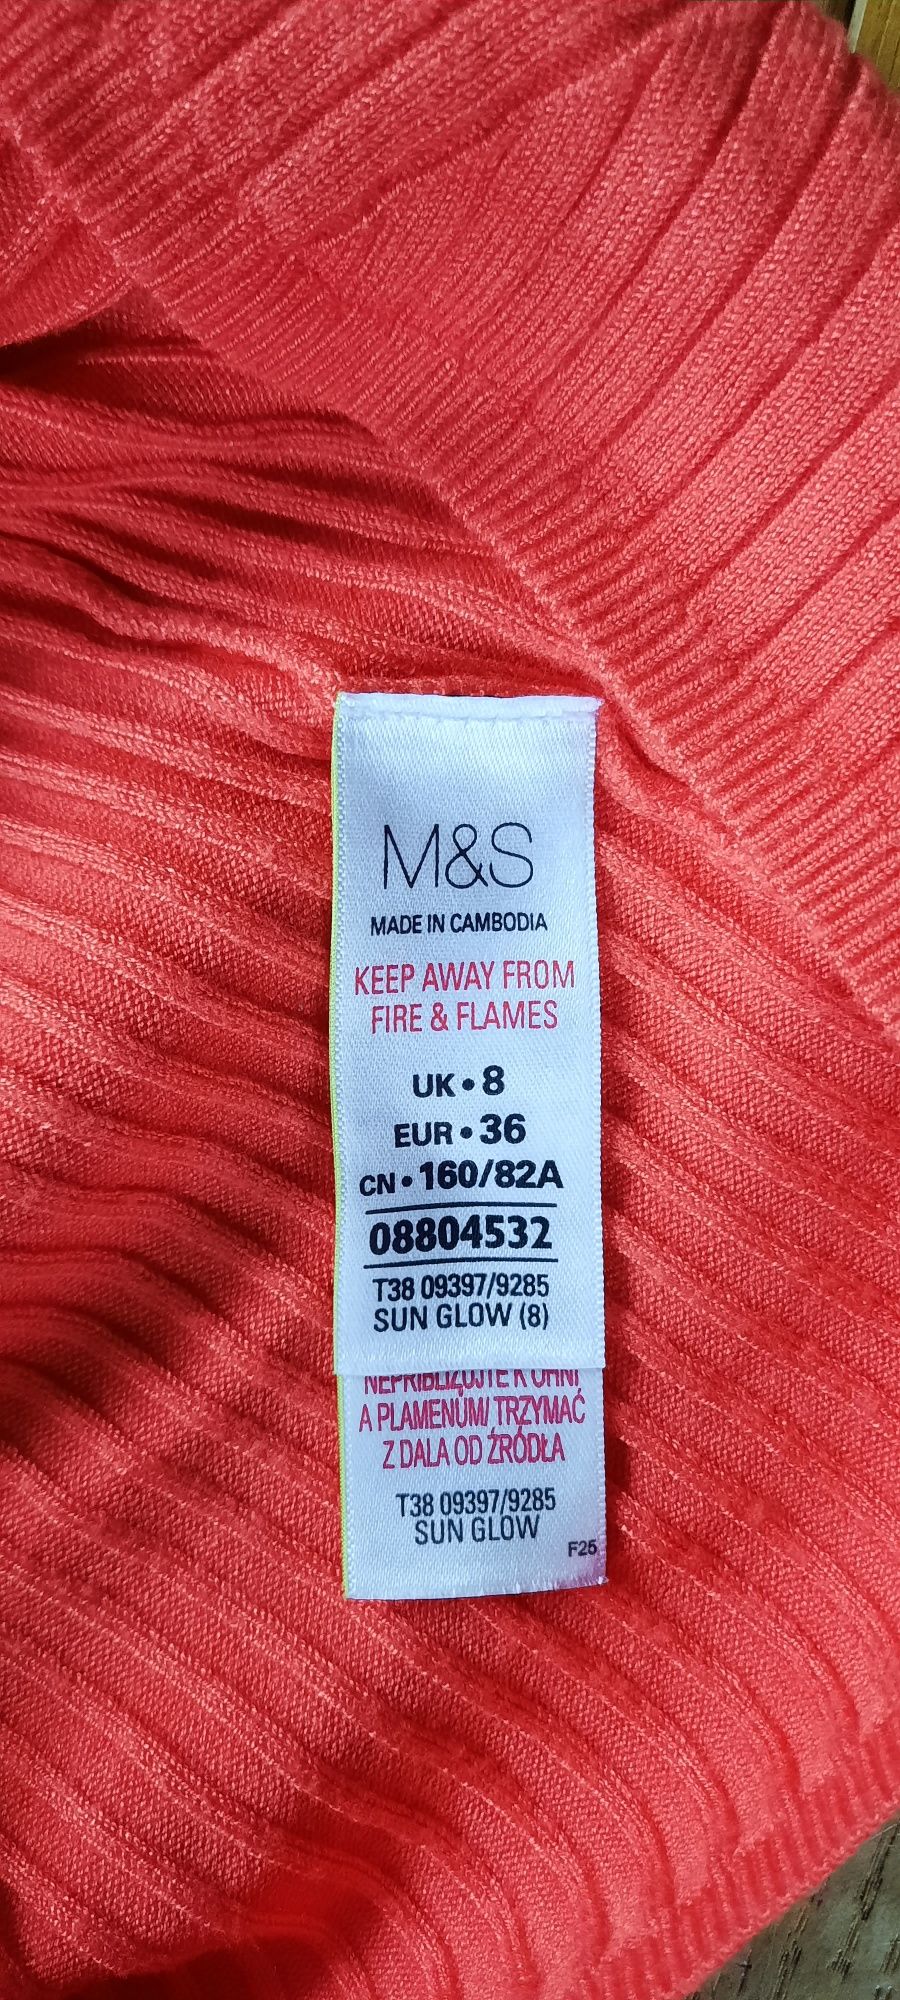 M&S
MADE IN CAMBODIA
KEEP AWAY FROM
FIRE & FLAMES
UK • 8
EUR • 36
CN • 160/82A
08804532
T38 09397/9285
SUN GLOW (8)
NEPRIBLIZUJTE K OHNI
A PLAMENŮM/ TRZYMAĆ
Z DALA OD ŹRÓDŁA
T38 09397/9285
SUN GLOW
F25